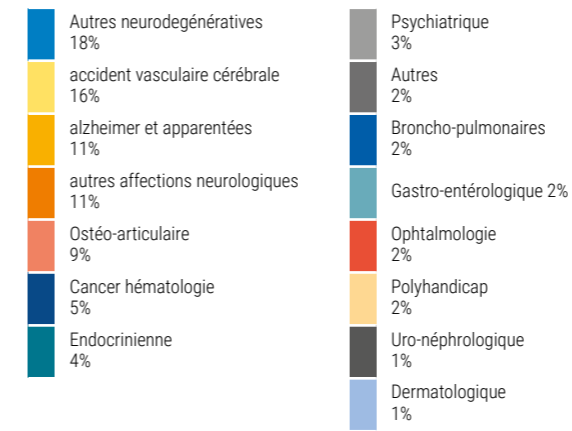 Autres neurodegénératives
18%
accident vasculaire cérébrale
16%
alzheimer et apparentées
11%
autres affections neurologiques
11%
Ostéo-articulaire
9%
Cancer hématologie
5%
Endocrinienne
4%
Psychiatrique
3%
Autres
2%
Broncho-pulmonaires
2%
Gastro-entérologique 2%
Ophtalmologie
2%
Polyhandicap
2%
Uro-néphrologique
1%
Dermatologique
1%